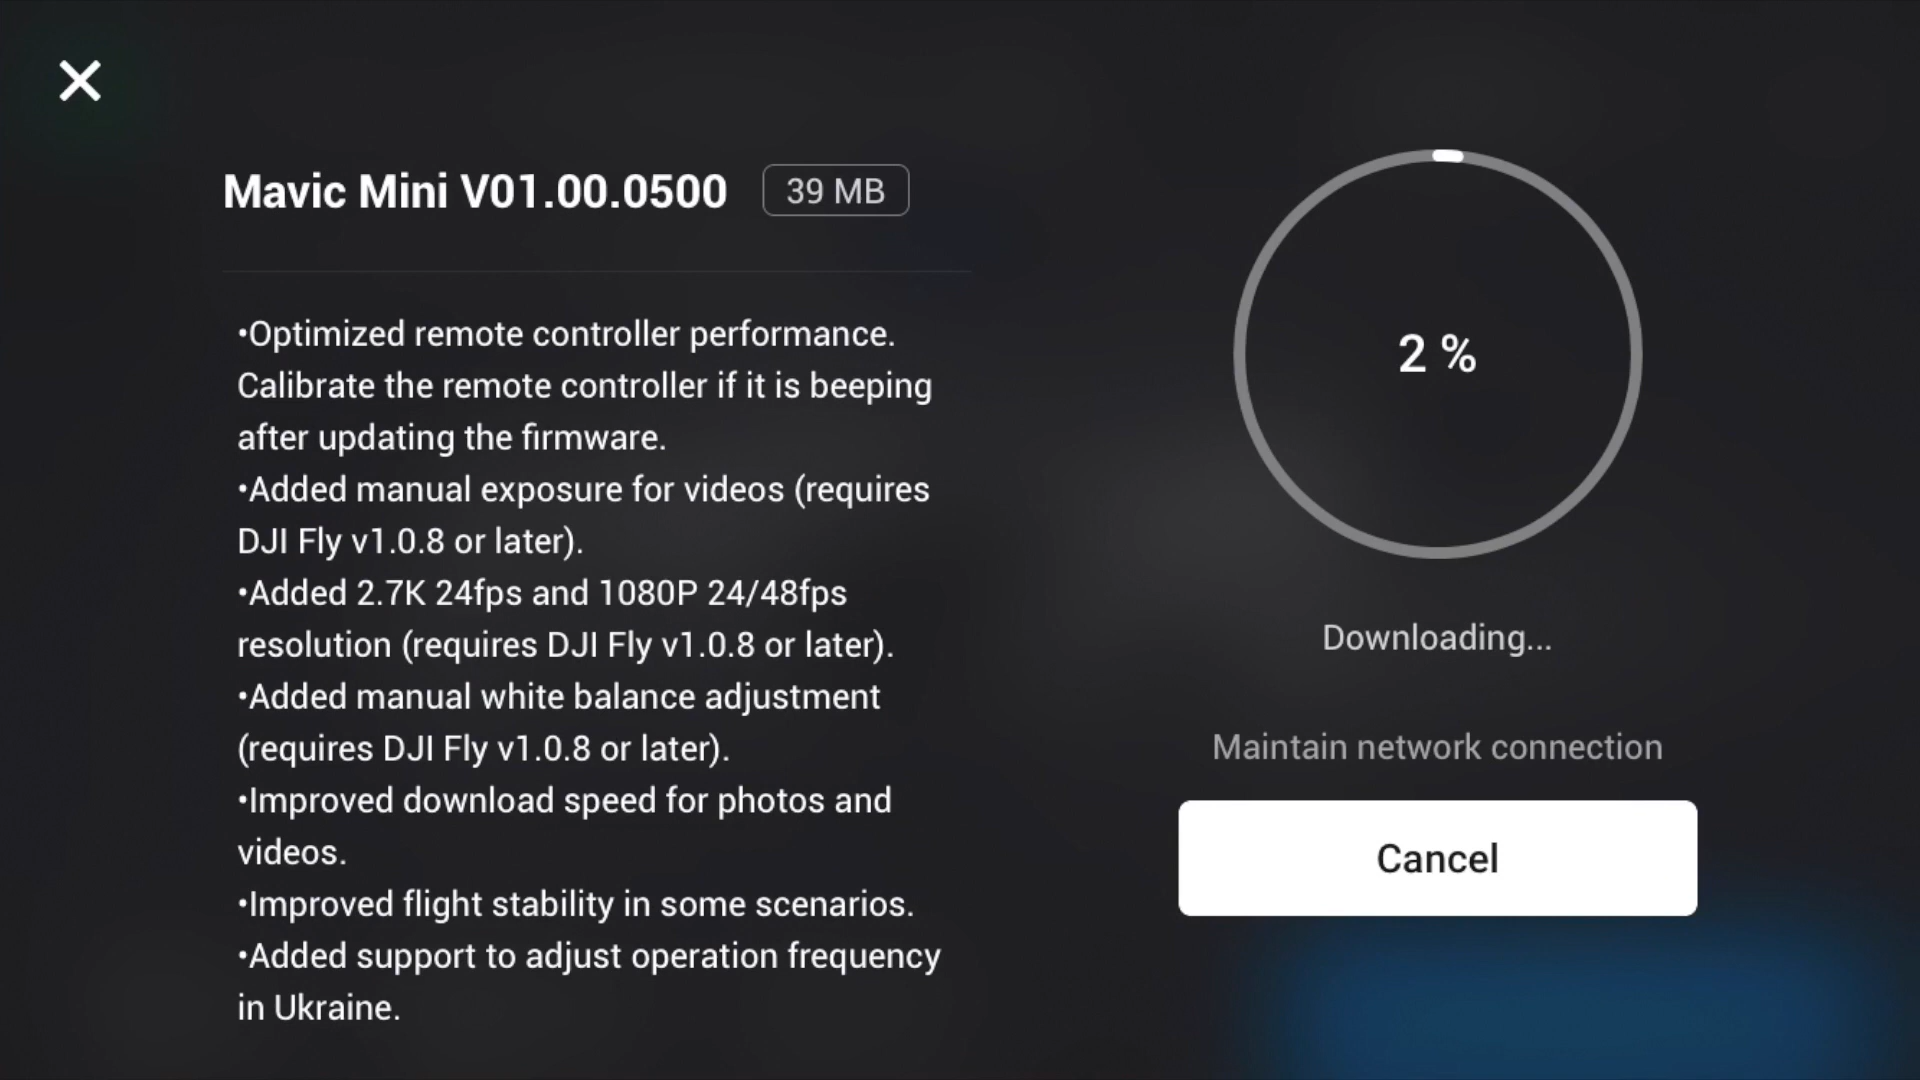 Mavic Mini V01.00.0500 39 MB
•Optimized remote controller performance.
Calibrate the remote controller if it is beeping
after updating the firmware.
•Added manual exposure for videos (requires
DJI Fly v1.0.8 or later).
•Added 2.7K 24fps and 1080P 24/48fps
resolution (requires DJI Fly v1.0.8 or later).
•Added manual white balance adjustment
(requires DJI Fly v1.0.8 or later).
•Improved download speed for photos and
videos.
•Improved flight stability in some scenarios.
•Added support to adjust operation frequency
in Ukraine.
2 %
Downloading...
Maintain network connection
Cancel